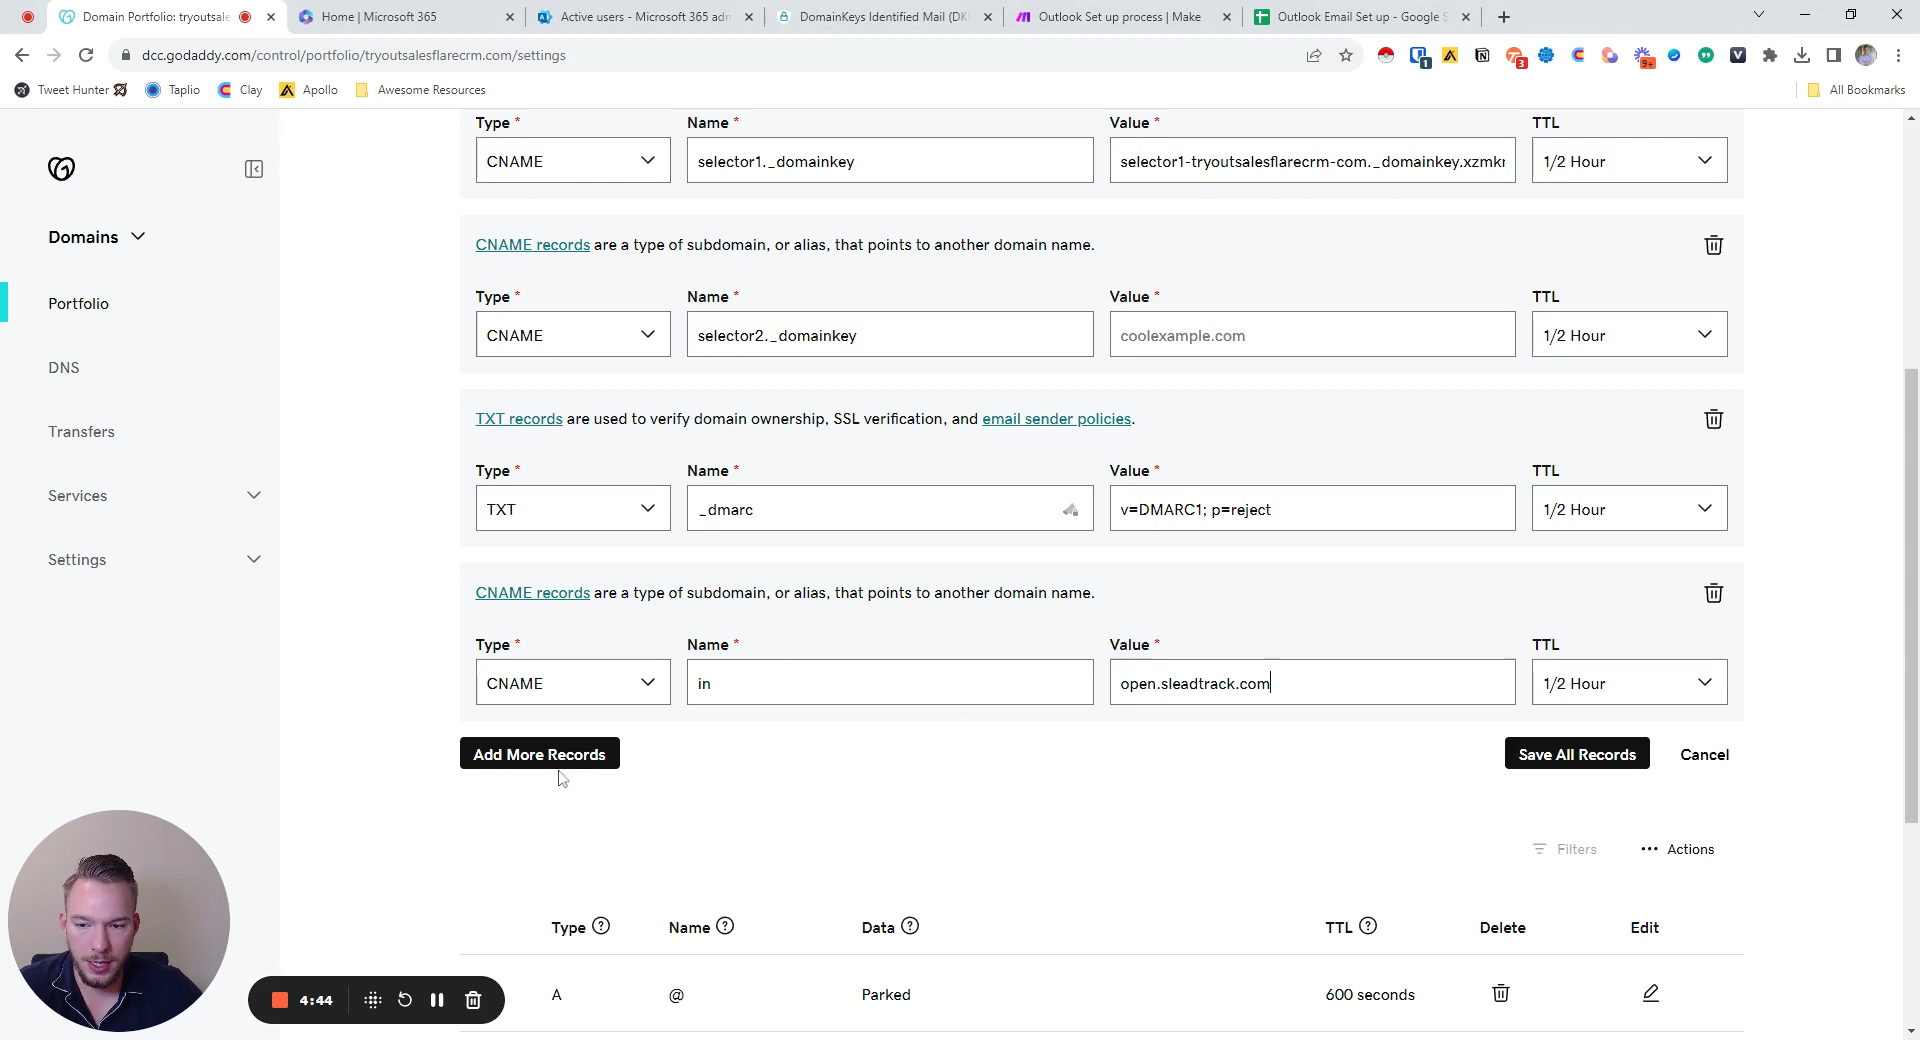 Domain Portfolio: tryoutsale
Home | Microsoft 365
Active users - Microsoft 365 adm
DomainKeys Identified Mail (DKI
Outlook Set up process | Make
Outlook Email Set up - Google S
dcc.godaddy.com/control/portfolio/tryoutsalesflarecrm.com/settings
1
3
9+
Tweet Hunter
Taplio
Clay
Apollo
Awesome Resources
All Bookmarks
Domains
Portfolio
DNS
Transfers
Services
Settings
Type *
Name *
Value *
TTL
CNAME
selector1._domainkey
selector1-tryoutsalesflarecrm-com._domainkey.xzmkr
1/2 Hour
CNAME records are a type of subdomain, or alias, that points to another domain name.
Type *
Name *
Value *
TTL
CNAME
selector2._domainkey
coolexample.com
1/2 Hour
TXT records are used to verify domain ownership, SSL verification, and email sender policies.
Type *
Name *
Value *
TTL
TXT
_dmarc
v=DMARC1; p=reject
1/2 Hour
CNAME records are a type of subdomain, or alias, that points to another domain name.
Type *
Name *
Value *
TTL
CNAME
in
open.sleadtrack.com
1/2 Hour
Add More Records
Save All Records
Cancel
Filters
Actions
Type
Name
Data
TTL
Delete
Edit
A
@
Parked
600 seconds
4:44